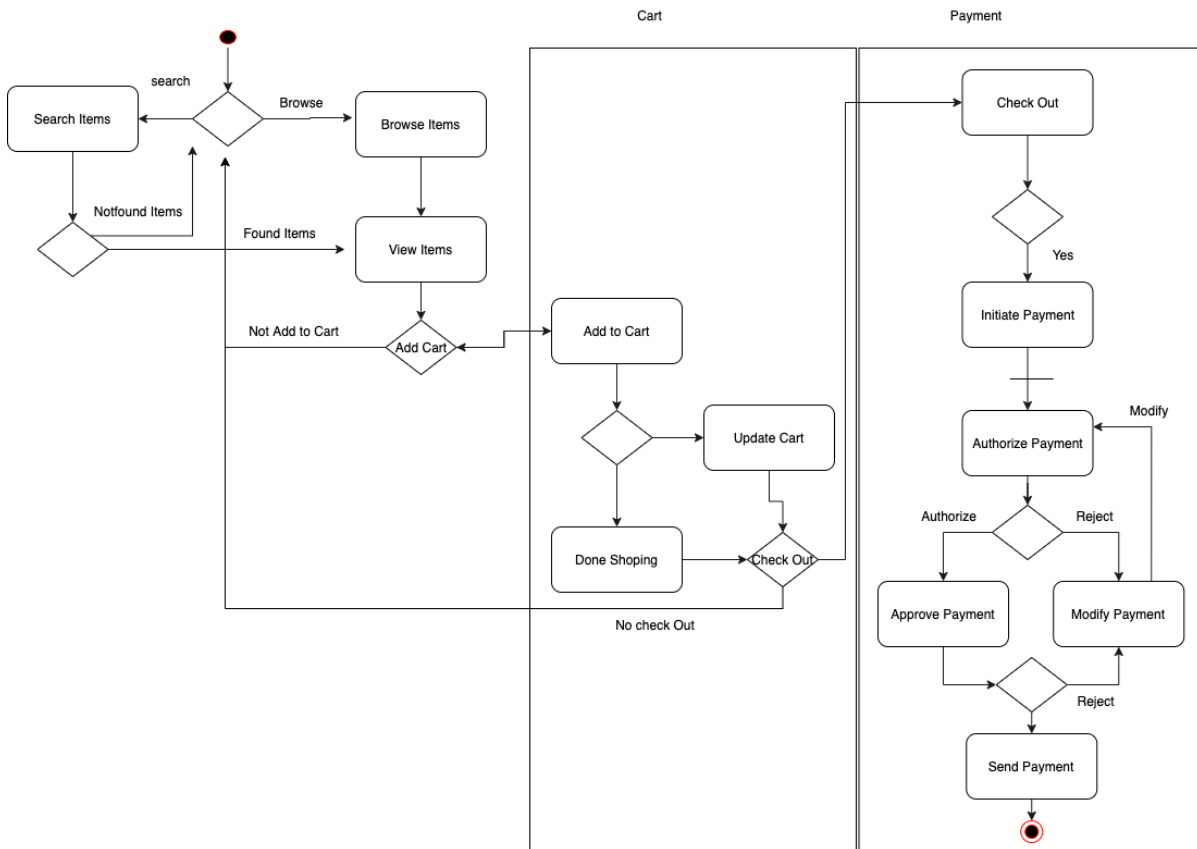 Cart
Payment
search
Browse
Search Items
Browse Items
Check Out
Notfound Items
Found Items
View Items
Yes
Not Add to Cart
Add Cart
Add to Cart
Initiate Payment
Update Cart
Modify
Authorize Payment
Authorize
Reject
Done Shoping
Check Out
Approve Payment
Modify Payment
No check Out
Reject
Send Payment